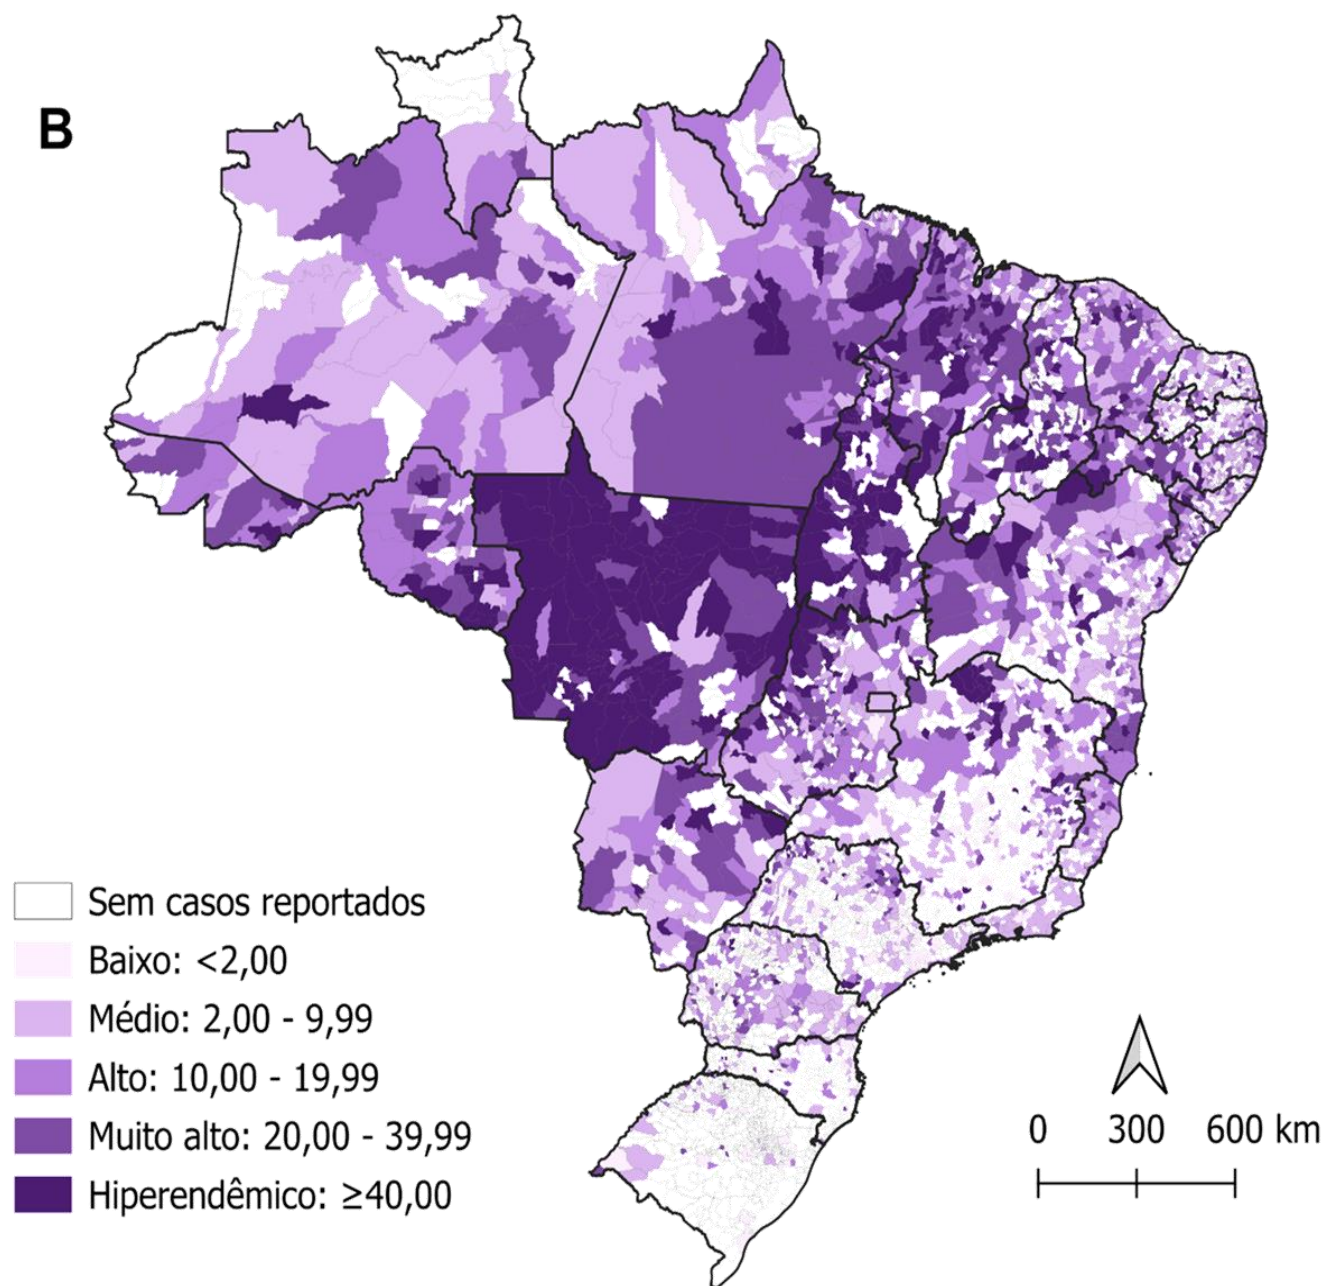 B
Sem casos reportados
Baixo: <2,00
Médio: 2,00 - 9,99
Alto: 10,00 - 19,99
Muito alto: 20,00 - 39,99
Hiperendêmico: ≥40,00
0 300 600 km